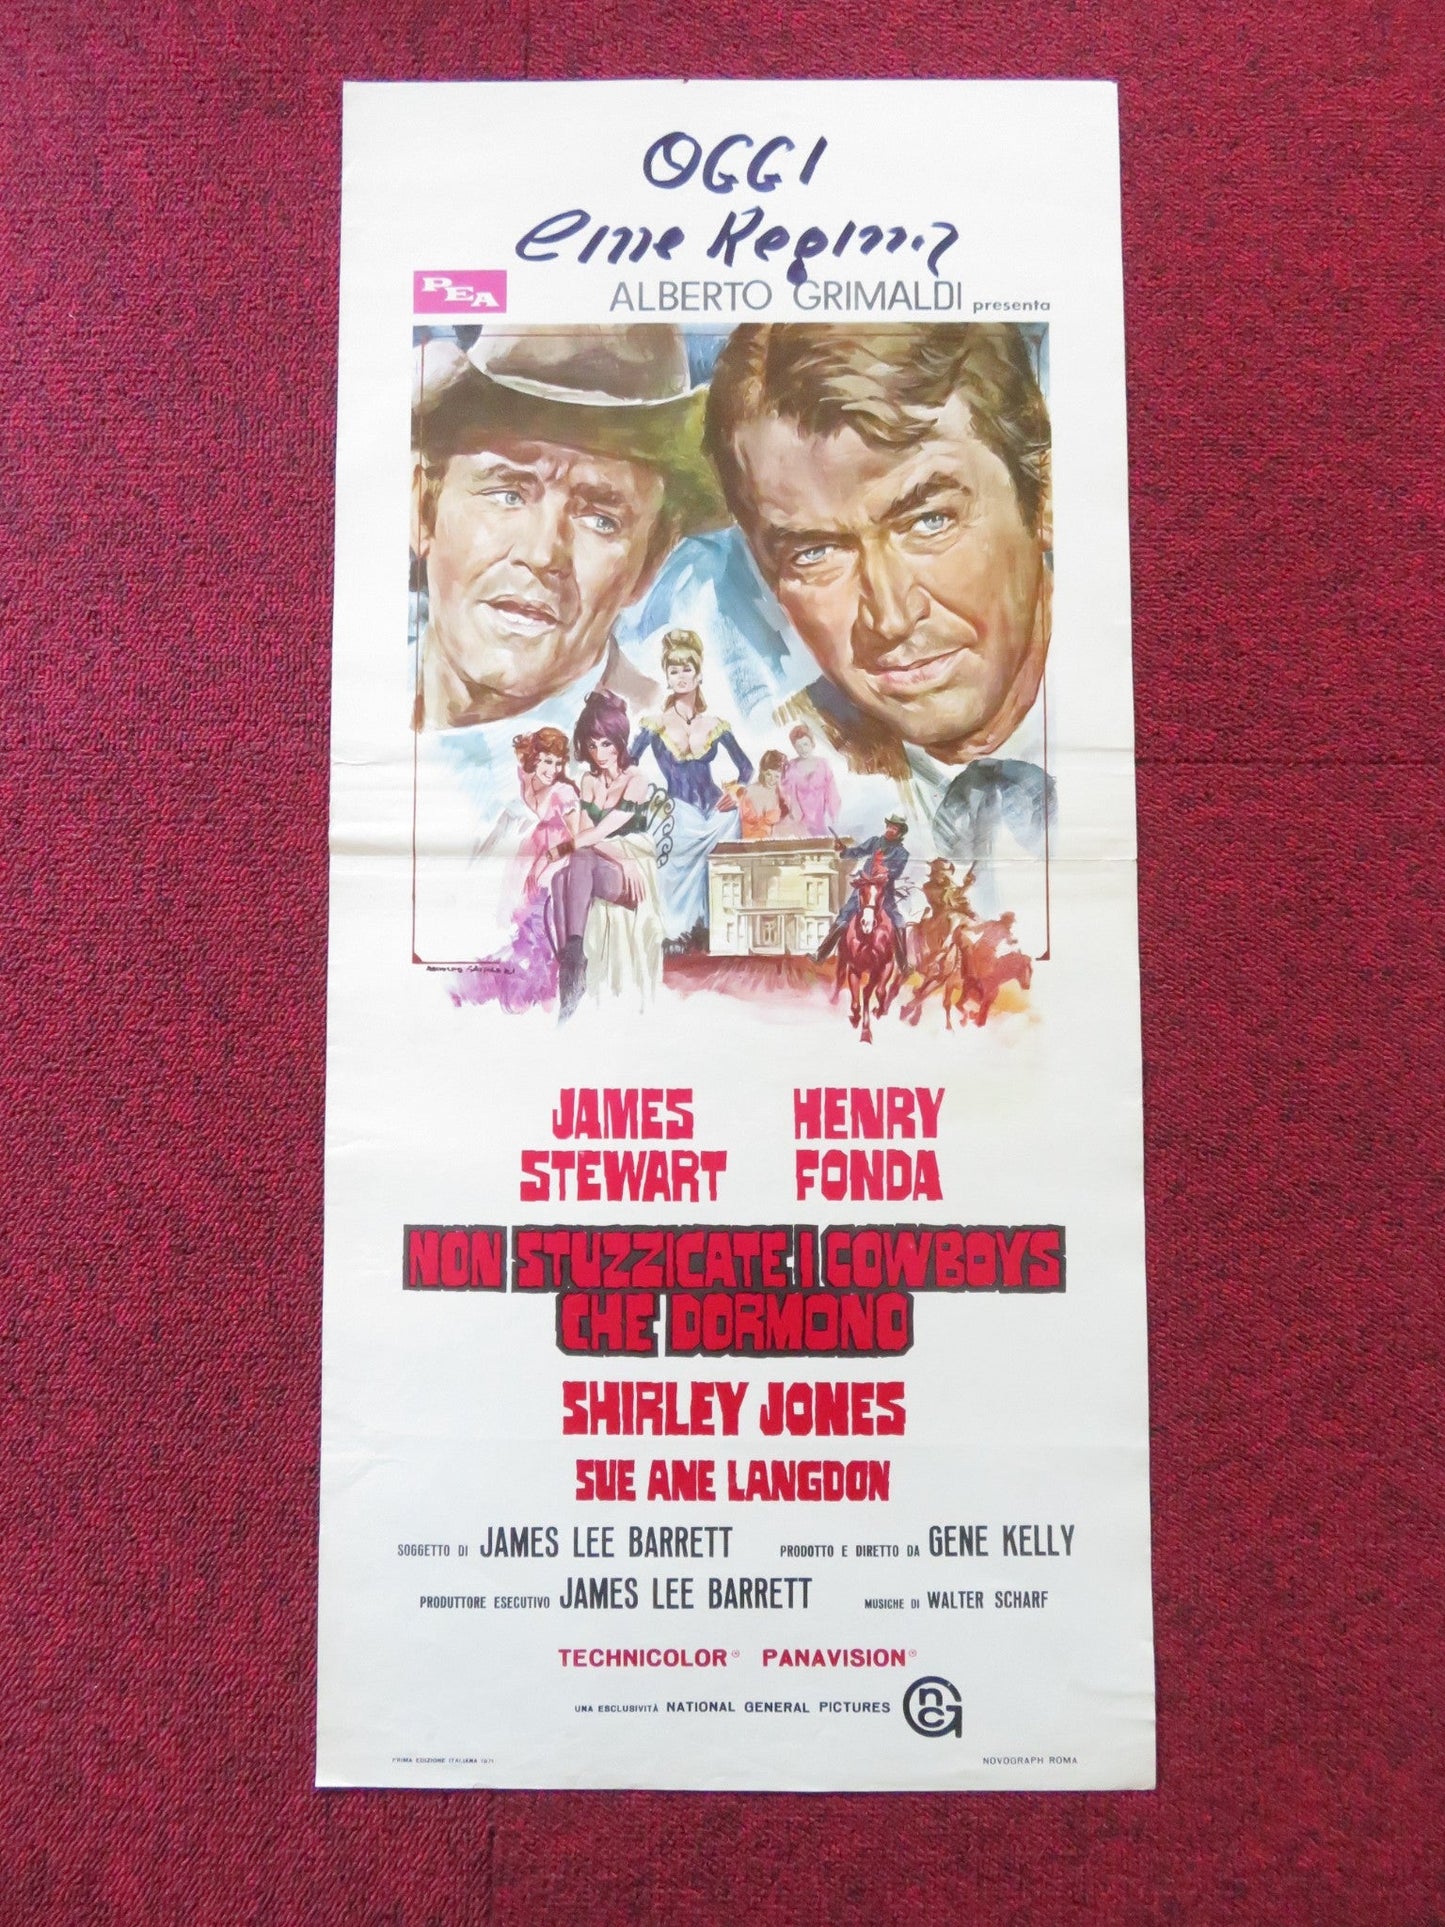 OGGI
Cine Regina
PEA
ALBERTO GRIMALDI presenta
JAMES STEWART
HENRY FONDA
NON STUZZICATE I COWBOYS
CHE DORMONO
SHIRLEY JONES
SUE ANE LANGDON
SOGGETTO DI JAMES LEE BARRETT PRODOTTO E DIRETTO DA GENE KELLY
PRODUTTORE ESECUTIVO JAMES LEE BARRETT MUSICHE DI WALTER SCHARF
TECHNICOLOR® PANAVISION®
UNA ESCLUSIVITÀ NATIONAL GENERAL PICTURES NGC
PRIMA EDIZIONE ITALIANA 1971 NOVOGRAPH ROMA